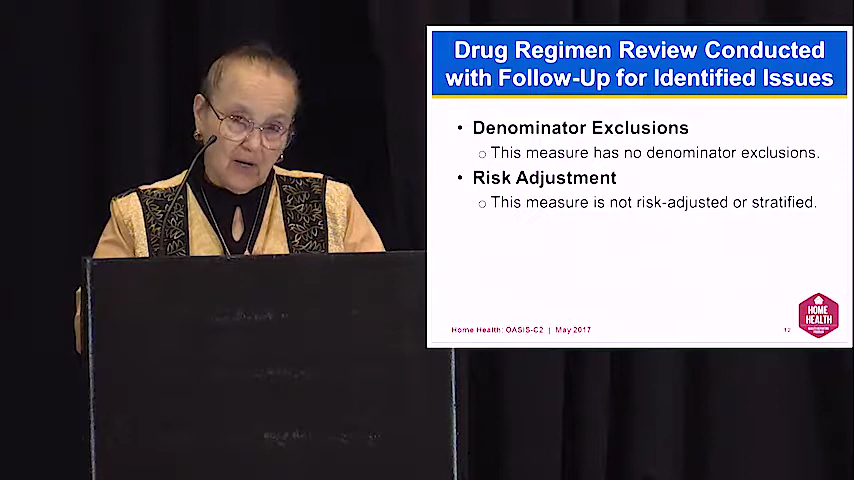 Drug Regimen Review Conducted
with Follow-Up for Identified Issues
• Denominator Exclusions
○ This measure has no denominator exclusions.
• Risk Adjustment
○ This measure is not risk-adjusted or stratified.
Home Health: OASIS-C2 | May 2017
12
HOME
HEALTH